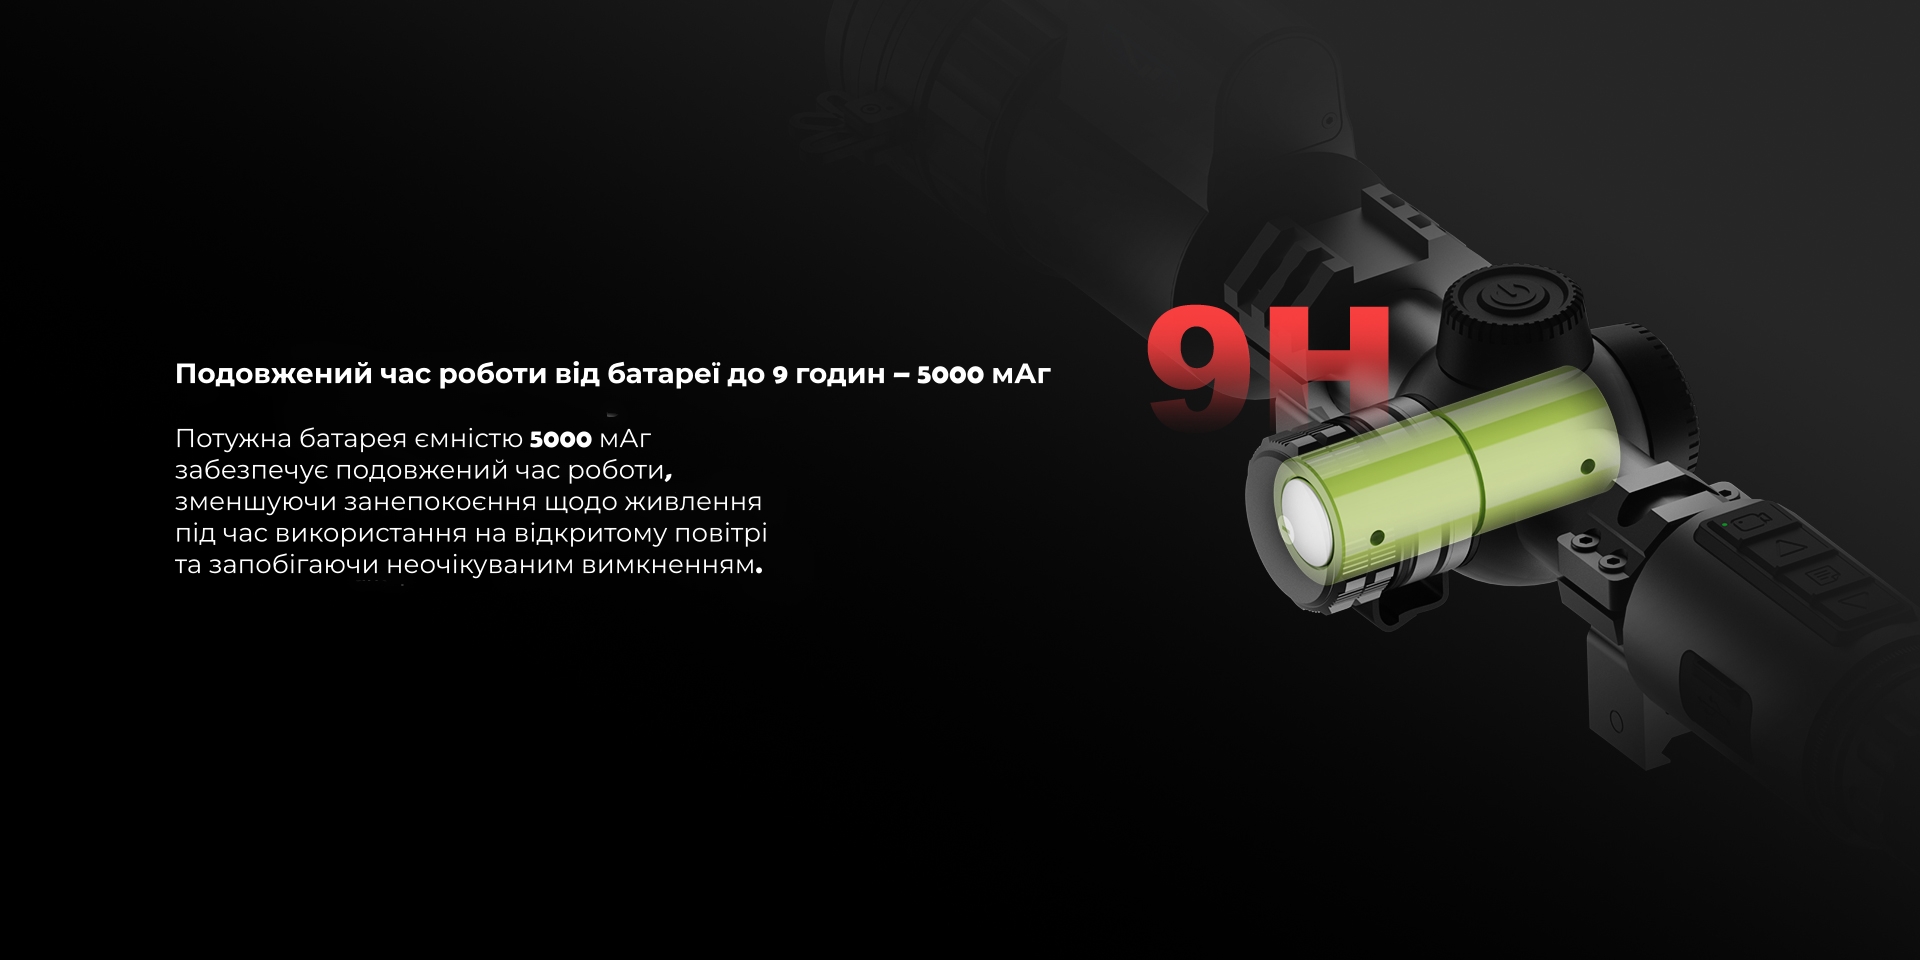 Подовжений час роботи від батареї до 9 годин – 5000 мАг
9H
Потужна батарея ємністю 5000 мАг
забезпечує подовжений час роботи,
зменшуючи занепокоєння щодо живлення
під час використання на відкритому повітрі
та запобігаючи неочікуваним вимкненням.